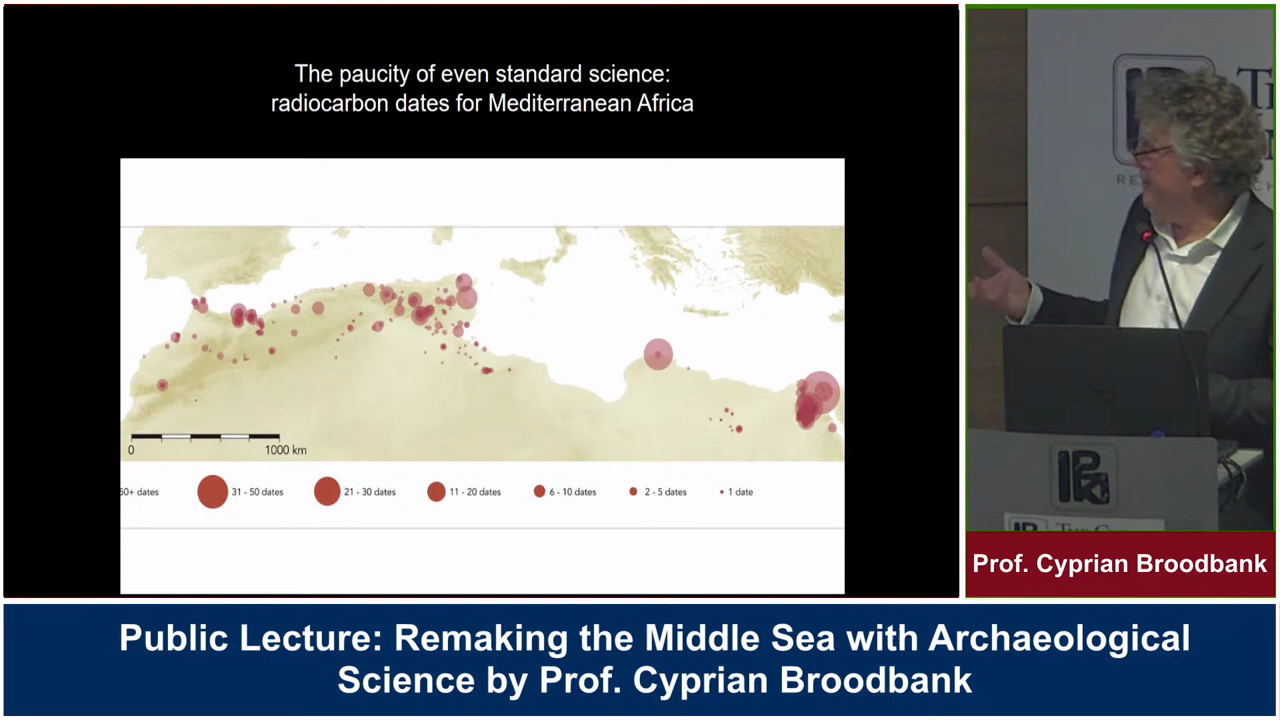 The paucity of even standard science:
radiocarbon dates for Mediterranean Africa
0
1000 km
50+ dates
31 - 50 dates
21 - 30 dates
11 - 20 dates
6 - 10 dates
2 - 5 dates
1 date
Prof. Cyprian Broodbank
Public Lecture: Remaking the Middle Sea with Archaeological
Science by Prof. Cyprian Broodbank